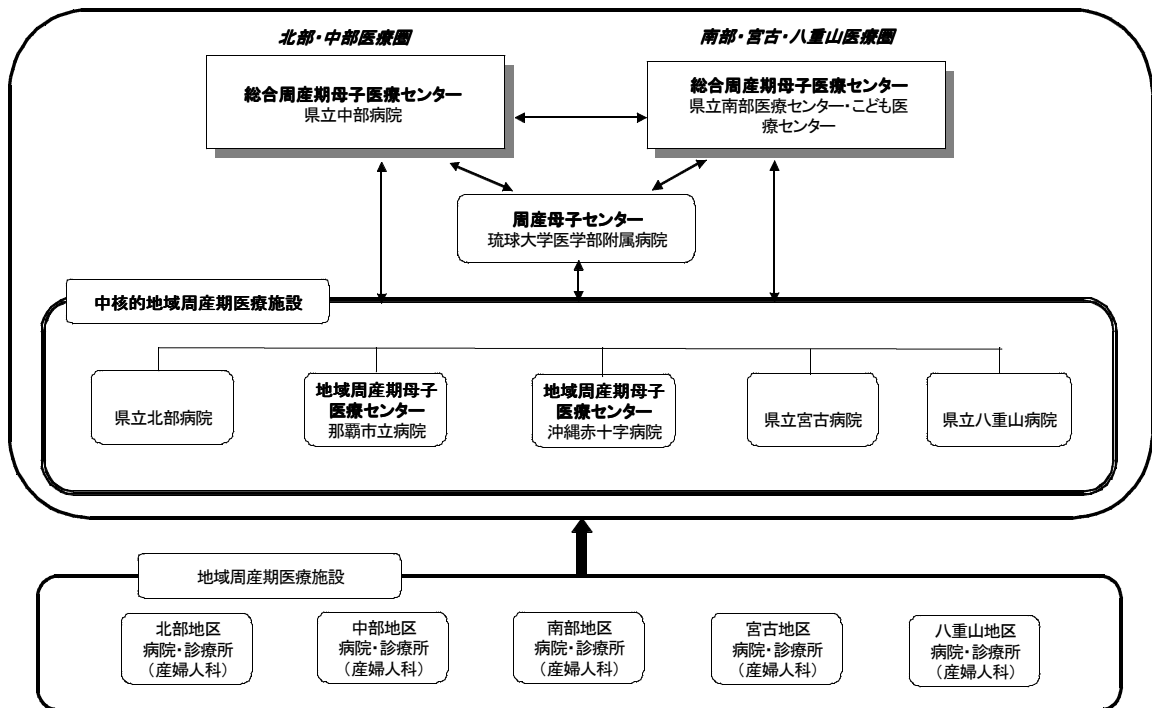 北部・中部医療圏
南部・宮古・八重山医療圏
総合周産期母子医療センター
県立中部病院
総合周産期母子医療センター
県立南部医療センター・こども医
療センター
周産母子センター
琉球大学医学部附属病院
中核的地域周産期医療施設
県立北部病院
地域周産期母子
医療センター
那覇市立病院
地域周産期母子
医療センター
沖縄赤十字病院
県立宮古病院
県立八重山病院
地域周産期医療施設
北部地区
病院・診療所
（産婦人科）
中部地区
病院・診療所
（産婦人科）
南部地区
病院・診療所
（産婦人科）
宮古地区
病院・診療所
（産婦人科）
八重山地区
病院・診療所
（産婦人科）